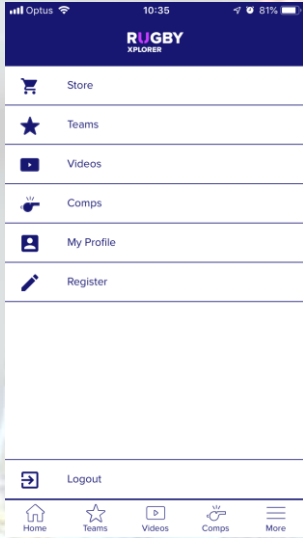 Optus 10:35 81%
RUGBY
XPLORER
Store
Teams
Videos
Comps
My Profile
Register
Logout
Home Teams Videos Comps More